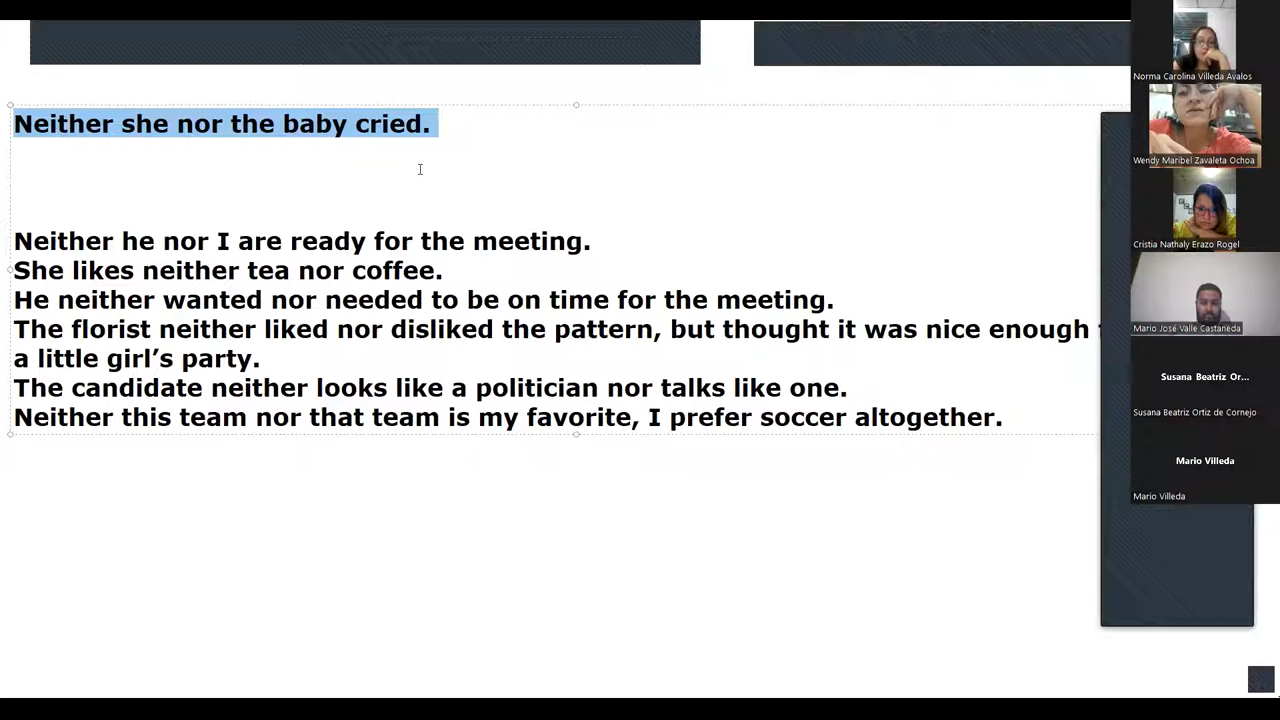 Neither she nor the baby cried.
Neither he nor I are ready for the meeting.
She likes neither tea nor coffee.
He neither wanted nor needed to be on time for the meeting.
The florist neither liked nor disliked the pattern, but thought it was nice enough
a little girl’s party.
The candidate neither looks like a politician nor talks like one.
Neither this team nor that team is my favorite, I prefer soccer altogether.
Norma Carolina Villeda Avalos
Wendy Maribel Zavaleta Ochoa
Cristia Nathaly Erazo Rogel
Mario José Valle Castaneda
Susana Beatriz Or...
Susana Beatriz Ortiz de Cornejo
Mario Villeda
Mario Villeda